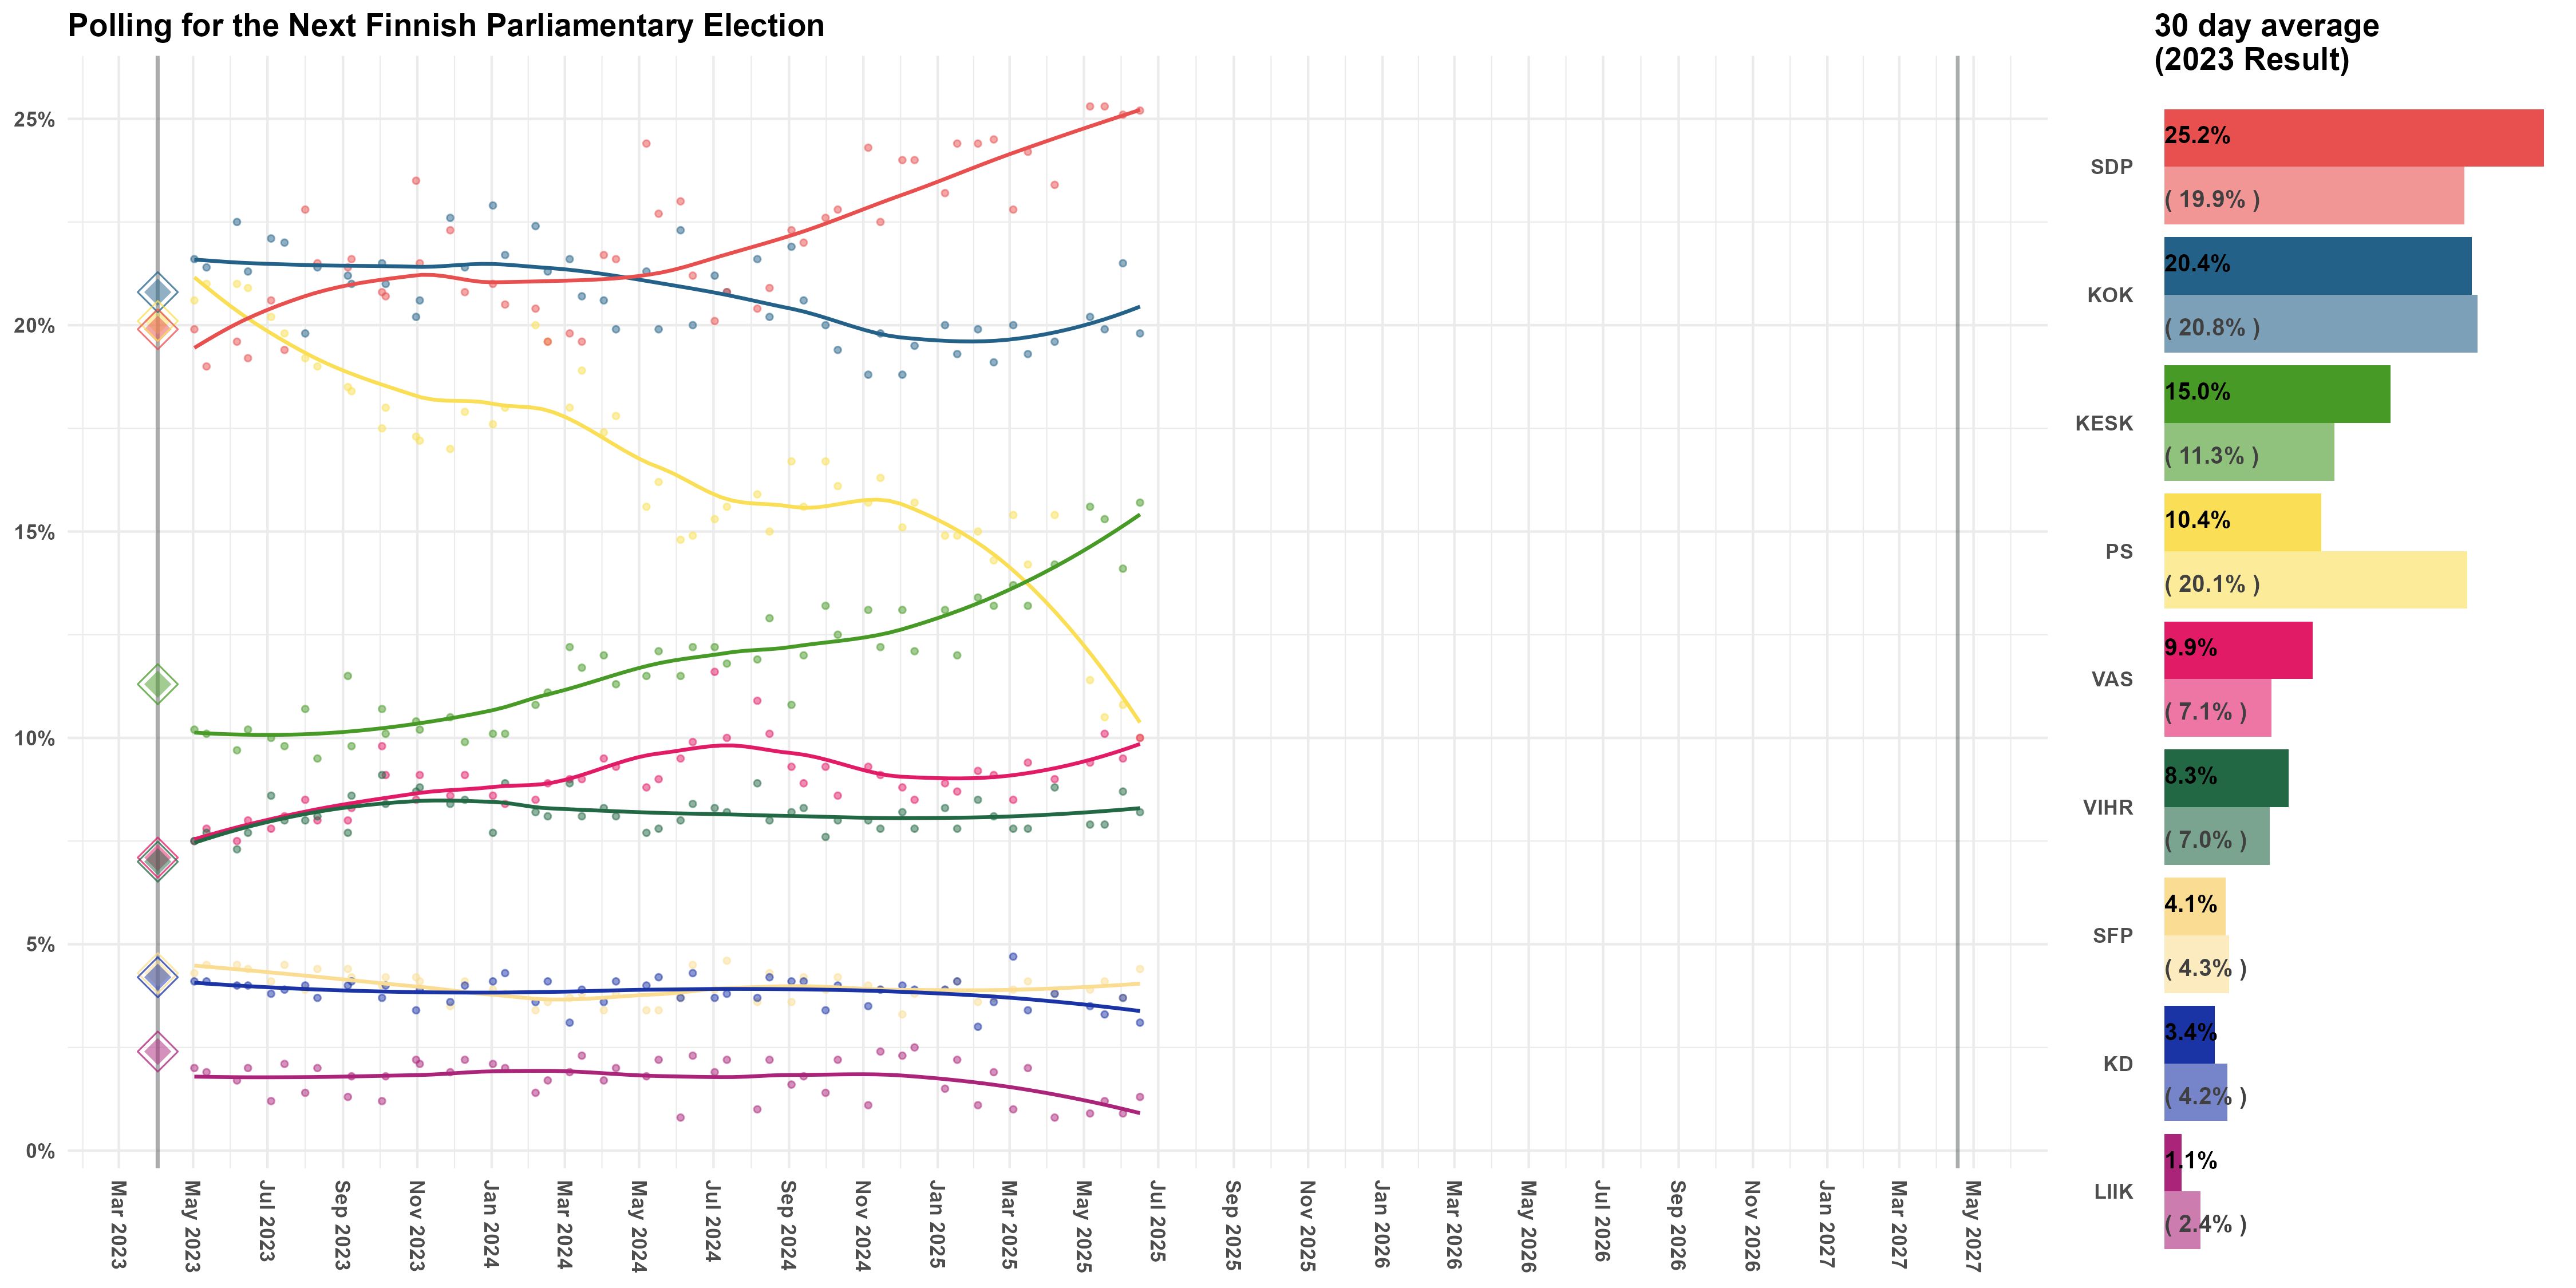 Polling for the Next Finnish Parliamentary Election
30 day average
(2023 Result)
25%
20%
15%
10%
5%
0%
Mar 2023
May 2023
Jul 2023
Sep 2023
Nov 2023
Jan 2024
Mar 2024
May 2024
Jul 2024
Sep 2024
Nov 2024
Jan 2025
Mar 2025
May 2025
Jul 2025
Sep 2025
Nov 2025
Jan 2026
Mar 2026
May 2026
Jul 2026
Sep 2026
Nov 2026
Jan 2027
Mar 2027
May 2027
SDP
25.2%
( 19.9% )
KOK
20.4%
( 20.8% )
KESK
15.0%
( 11.3% )
PS
10.4%
( 20.1% )
VAS
9.9%
( 7.1% )
VIHR
8.3%
( 7.0% )
SFP
4.1%
( 4.3% )
KD
3.4%
( 4.2% )
LIIK
1.1%
( 2.4% )